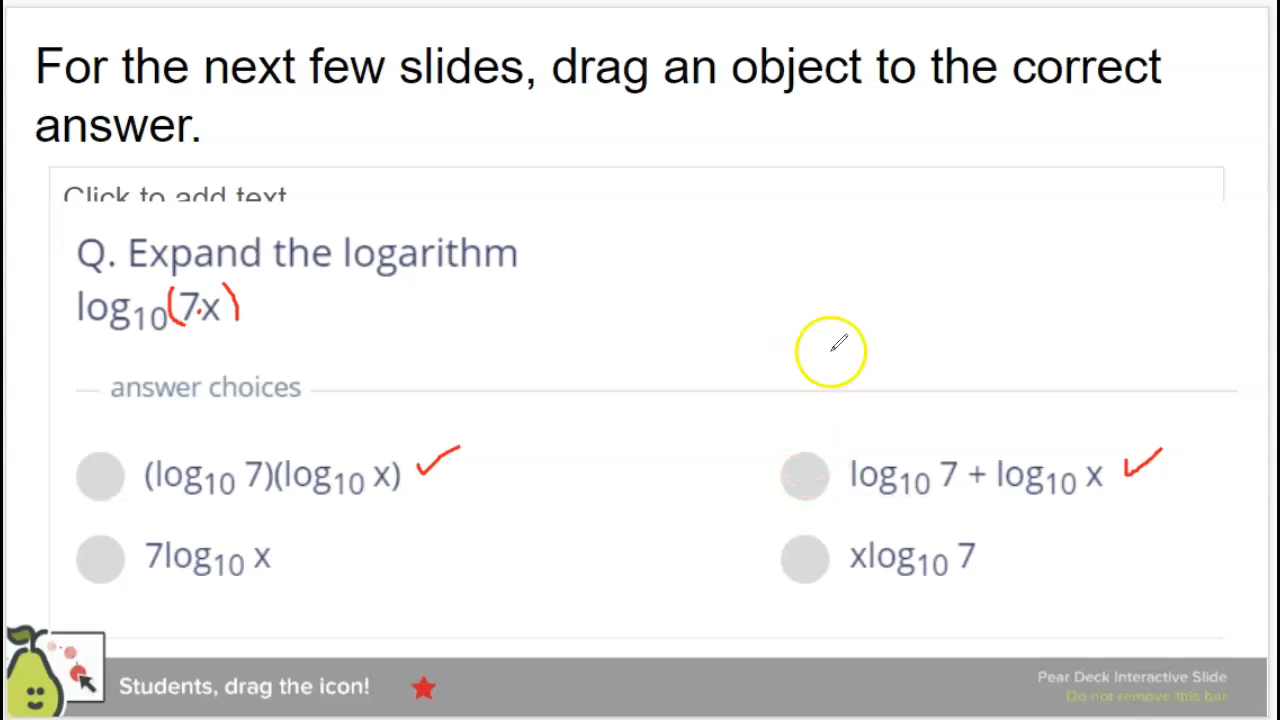 For the next few slides, drag an object to the correct
answer.
Click to add text
Q. Expand the logarithm
log₁₀(7·x)
answer choices
(log₁₀ 7)(log₁₀ x)
log₁₀ 7 + log₁₀ x
7log₁₀ x
xlog₁₀ 7
Students, drag the icon!
Pear Deck Interactive Slide
Do not remove this bar